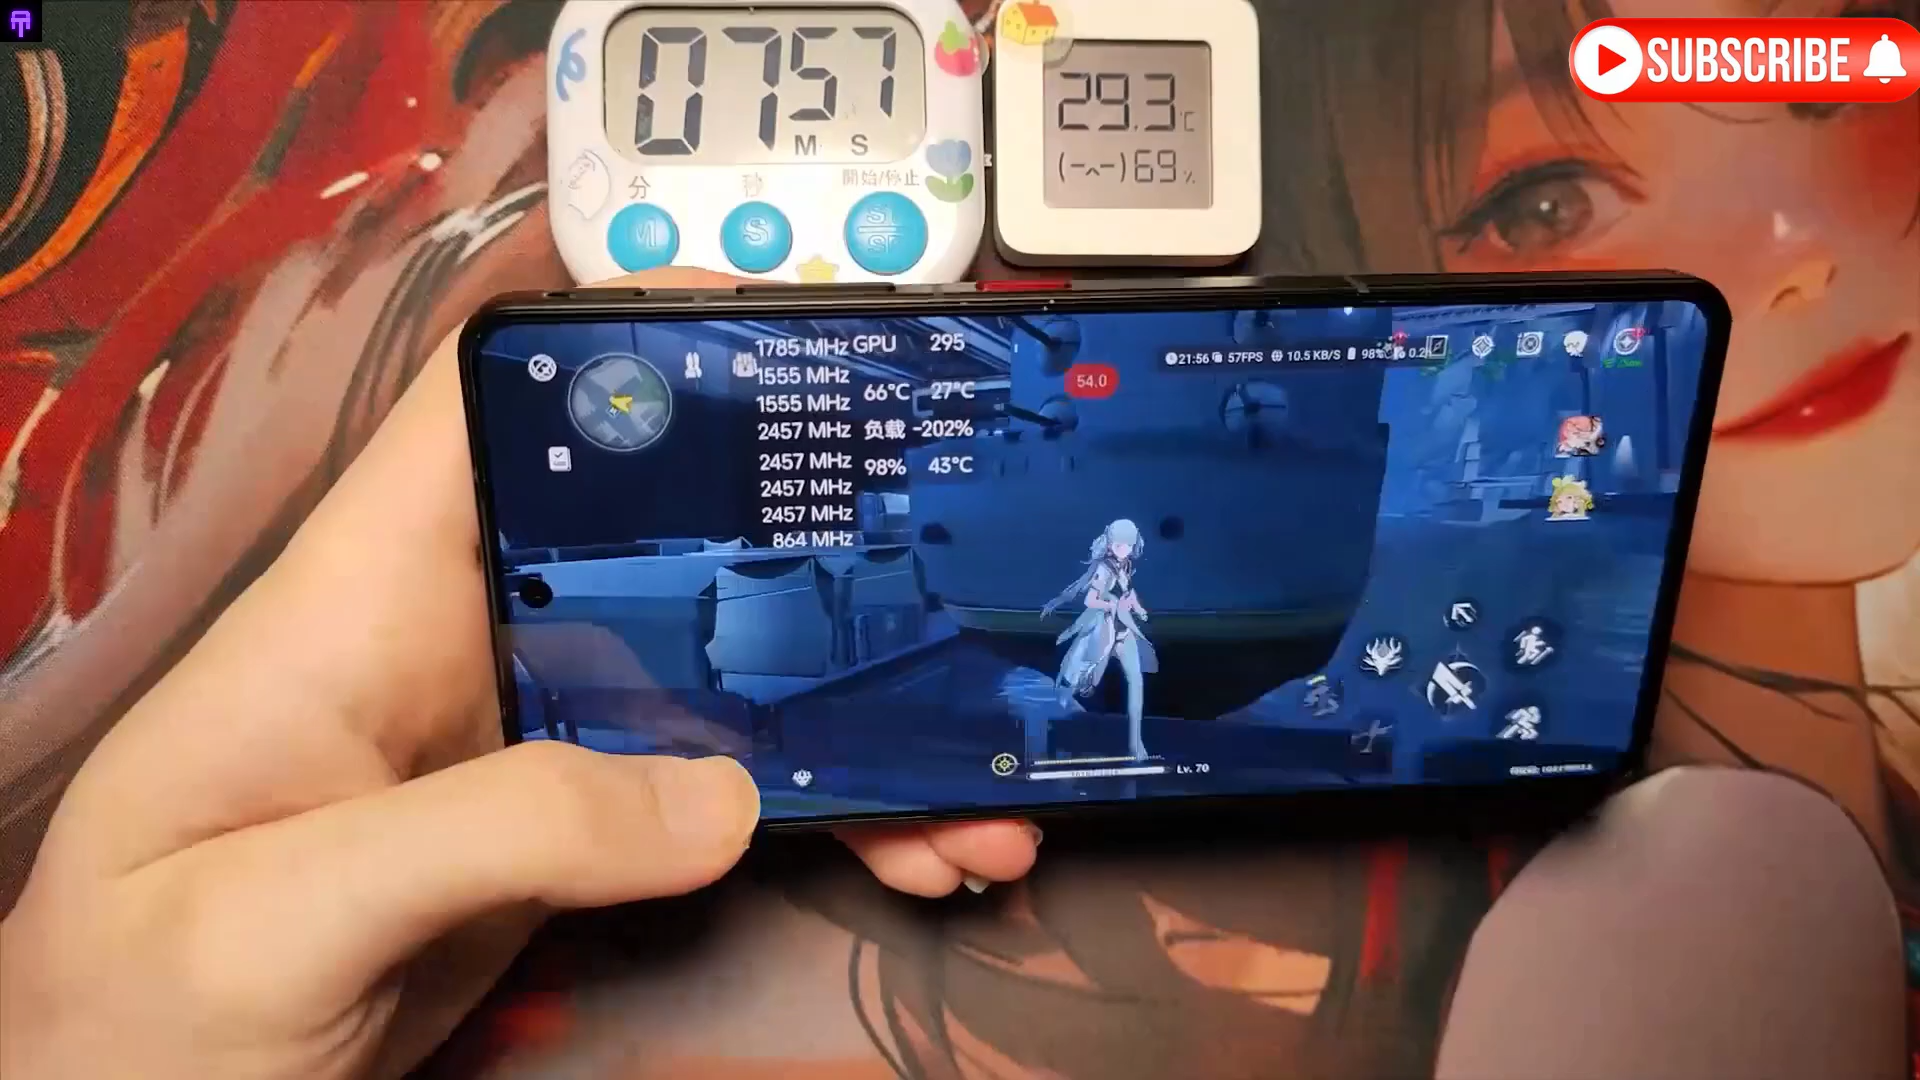 SUBSCRIBE
0757
M S
分 秒 開始/停止
M S ST
SP
29.3 °C
(-^-) 69 %
1785 MHz GPU 295
1555 MHz
1555 MHz 66°C 27°C
2457 MHz 负载 -202%
2457 MHz 98% 43°C
2457 MHz
2457 MHz
864 MHz
21:56 57FPS 10.5 KB/S 98%
54.0
Lv. 70